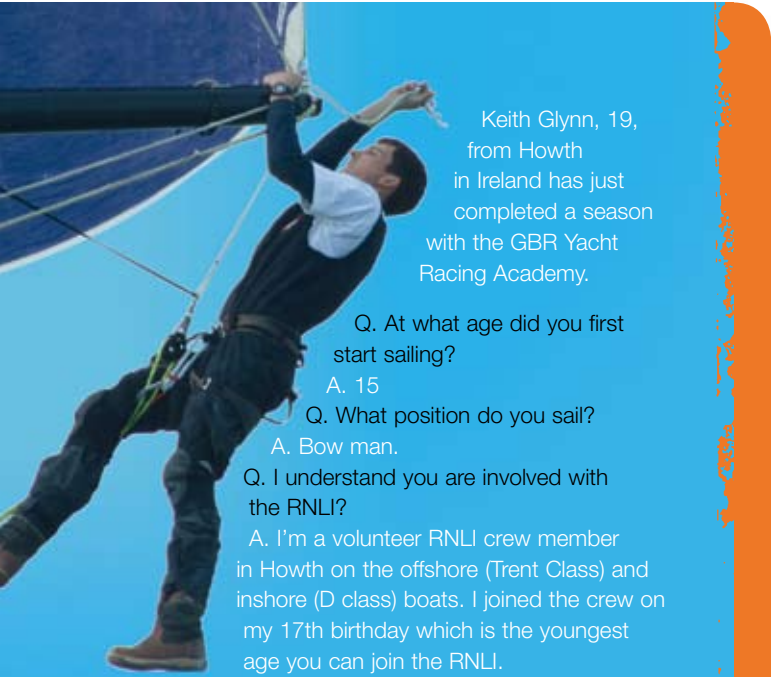 Keith Glynn, 19,
from Howth
in Ireland has just
completed a season
with the GBR Yacht
Racing Academy.
Q. At what age did you first
start sailing?
A. 15
Q. What position do you sail?
A. Bow man.
Q. I understand you are involved with
the RNLI?
A. I'm a volunteer RNLI crew member
in Howth on the offshore (Trent Class) and
inshore (D class) boats. I joined the crew on
my 17th birthday which is the youngest
age you can join the RNLI.